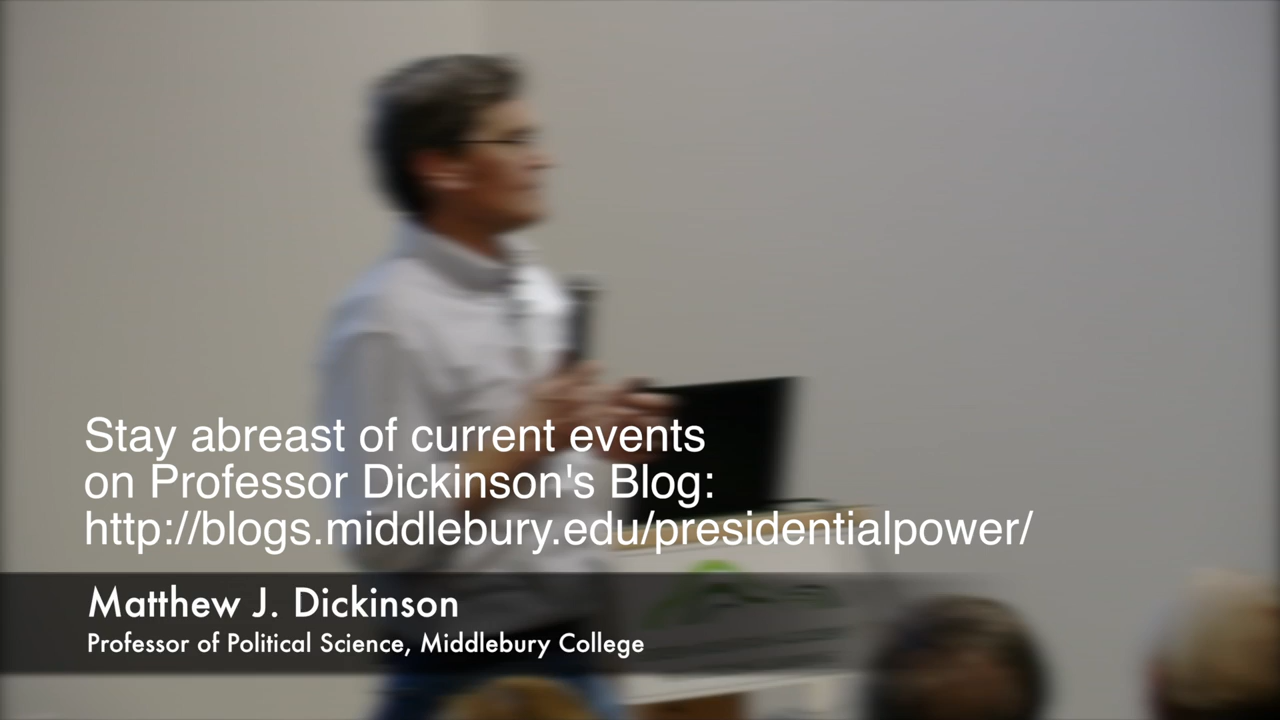 Stay abreast of current events
on Professor Dickinson's Blog:
http://blogs.middlebury.edu/presidentialpower/
Matthew J. Dickinson
Professor of Political Science, Middlebury College